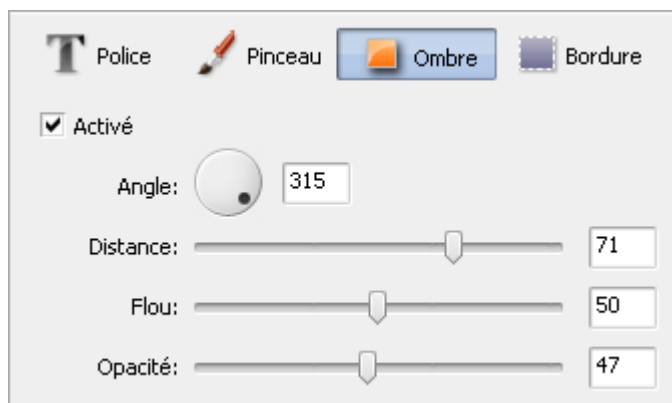 Police Pinceau Ombre Bordure
Activé
Angle: 315
Distance: 71
Flou: 50
Opacité: 47